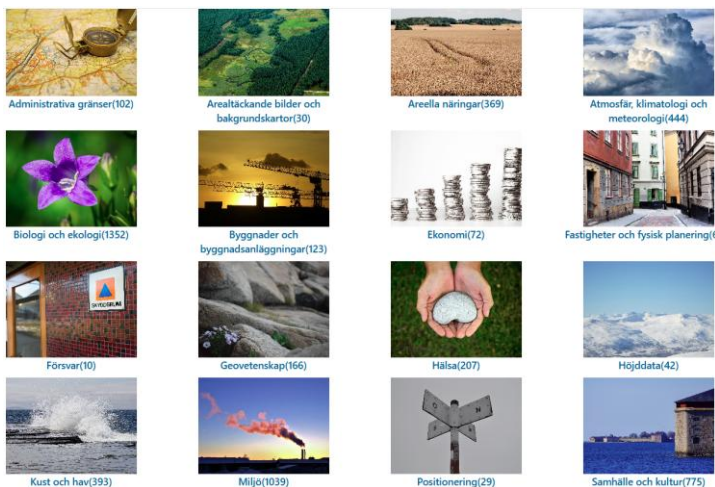 Administrativa gränser(102)
Arealtäckande bilder och
bakgrundskartor(30)
Areella näringar(369)
Atmosfär, klimatologi och
meteorologi(444)
Biologi och ekologi(1352)
Byggnader och
byggnadsanläggningar(123)
Ekonomi(72)
Fastigheter och fysisk planering(6
SKYDDSRUM
Försvar(10)
Geovetenskap(166)
Hälsa(207)
Höjddata(42)
Kust och hav(393)
Miljö(1039)
O N
Positionering(29)
Samhälle och kultur(775)